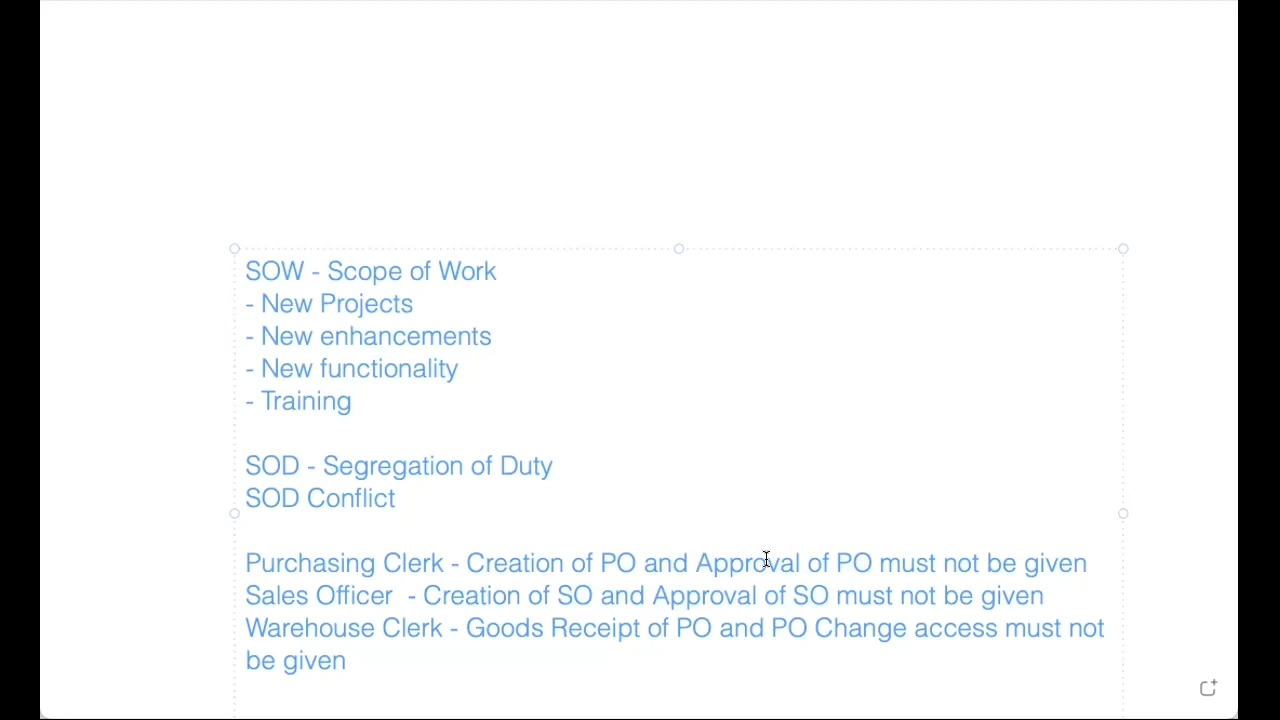 SOW - Scope of Work
- New Projects
- New enhancements
- New functionality
- Training
SOD - Segregation of Duty
SOD Conflict
Purchasing Clerk - Creation of PO and Approval of PO must not be given
Sales Officer  - Creation of SO and Approval of SO must not be given
Warehouse Clerk - Goods Receipt of PO and PO Change access must not
be given